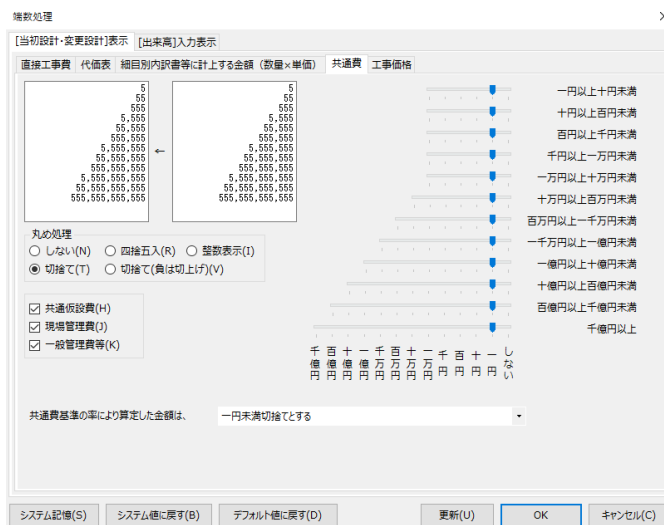 端数処理
[当初設計・変更設計]表示 [出来高]入力表示
直接工事費 代価表 細目別内訳書等に計上する金額（数量×単価） 共通費 工事価格
5 5
55 55
555 555
5,555 5,555
55,555 55,555
555,555 555,555
5,555,555 5,555,555
55,555,555 ← 55,555,555
555,555,555 555,555,555
5,555,555,555 5,555,555,555
55,555,555,555 55,555,555,555
555,555,555,555 555,555,555,555
一円以上十円未満
十円以上百円未満
百円以上千円未満
千円以上一万円未満
一万円以上十万円未満
十万円以上百万円未満
百万円以上一千万円未満
一千万円以上一億円未満
一億円以上十億円未満
十億円以上百億円未満
百億円以上千億円未満
千億円以上
千億円 百億円 十億円 一億円 千万円 百万円 十万円 一万円 千円 百円 十円 一円 しない
丸め処理
しない(N) 四捨五入(R) 整数表示(I)
切捨て(T) 切捨て(負は切上げ)(V)
共通仮設費(H)
現場管理費(J)
一般管理費等(K)
共通費基準の率により算定した金額は、 一円未満切捨てとする
システム記憶(S) システム値に戻す(B) デフォルト値に戻す(D) 更新(U) OK キャンセル(C)